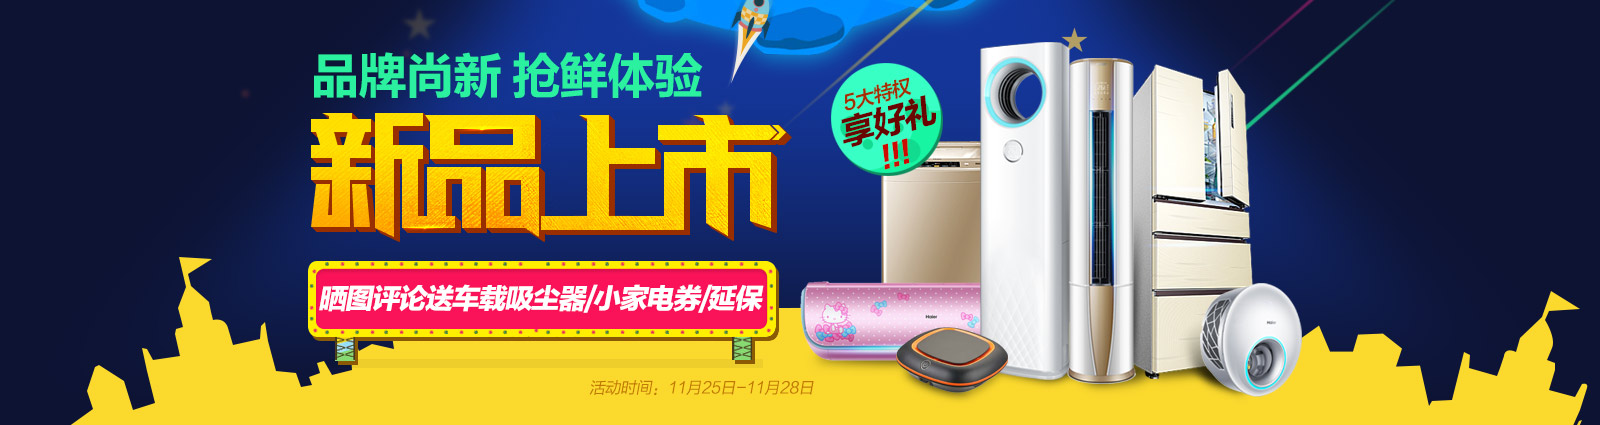 品牌尚新 抢鲜体验
新品上市
晒图评论送车载吸尘器/小家电券/延保
活动时间：11月25日-11月28日
5大特权
享好礼
!!!
Haier
Haier